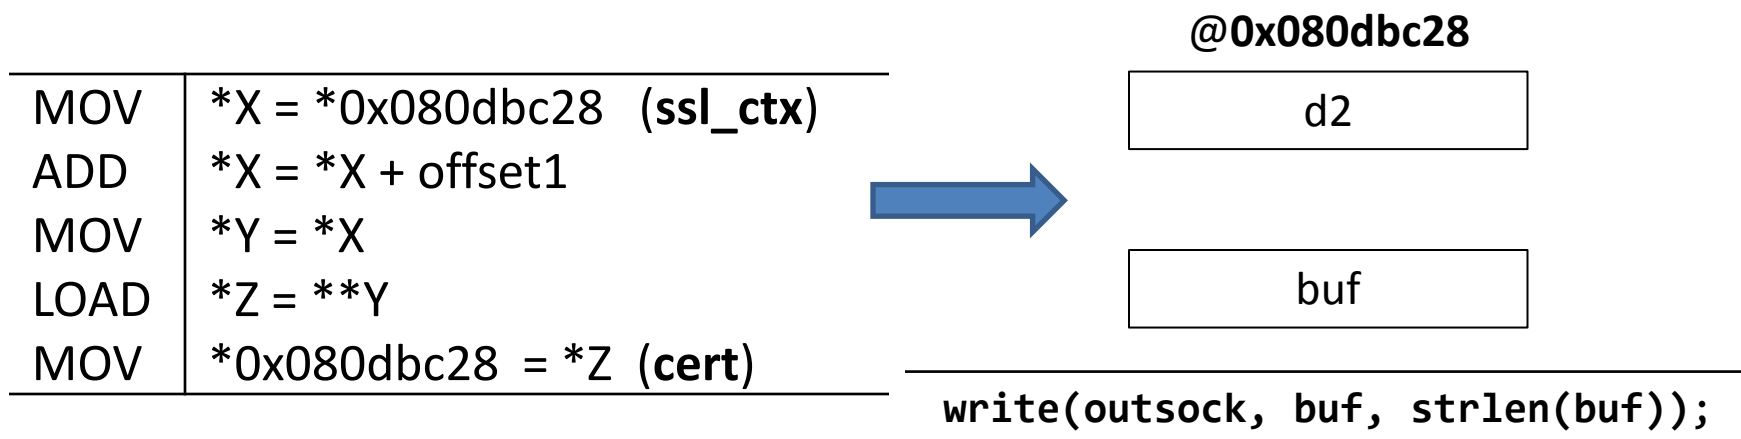 MOV *X = *0x080dbc28 (ssl_ctx)
ADD *X = *X + offset1
MOV *Y = *X
LOAD *Z = **Y
MOV *0x080dbc28 = *Z (cert)
@0x080dbc28
d2
buf
write(outsock, buf, strlen(buf));